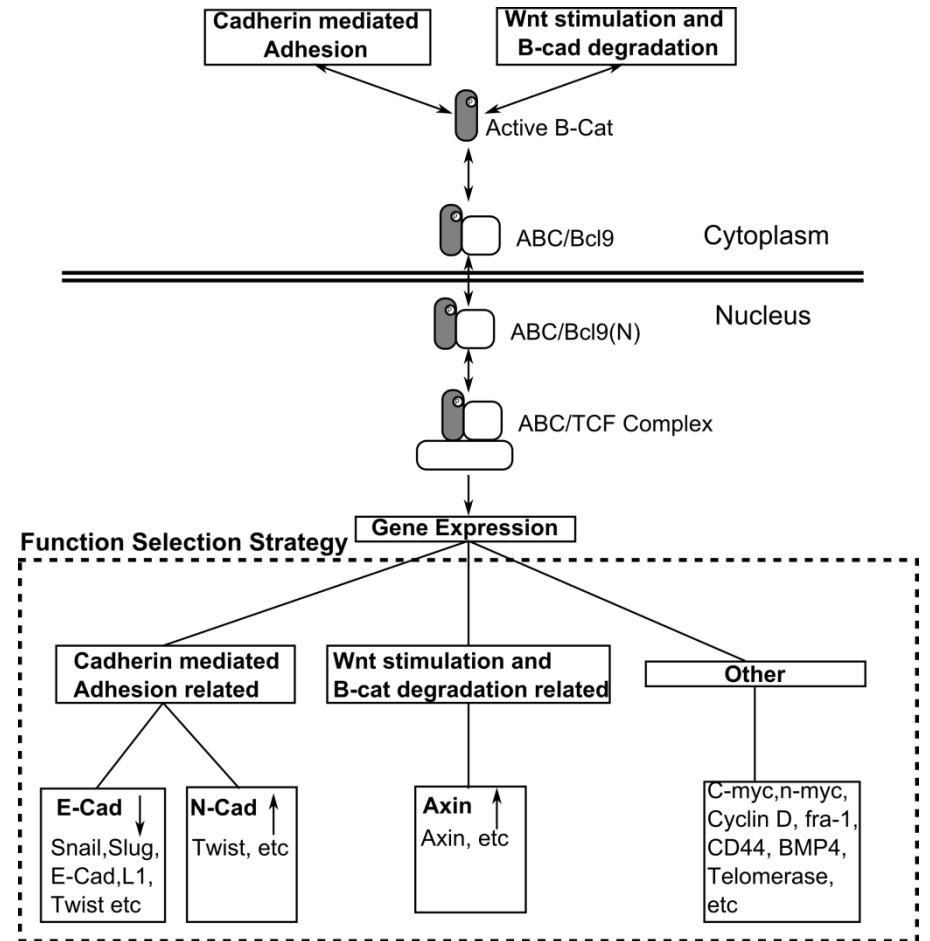 Cadherin mediated
Adhesion
Wnt stimulation and
B-cad degradation
Active B-Cat
ABC/Bcl9
Cytoplasm
Nucleus
ABC/Bcl9(N)
ABC/TCF Complex
Gene Expression
Function Selection Strategy
Cadherin mediated
Adhesion related
Wnt stimulation and
B-cat degradation related
Other
E-Cad
Snail,Slug,
E-Cad,L1,
Twist etc
N-Cad
Twist, etc
Axin
Axin, etc
C-myc,n-myc,
Cyclin D, fra-1,
CD44, BMP4,
Telomerase,
etc